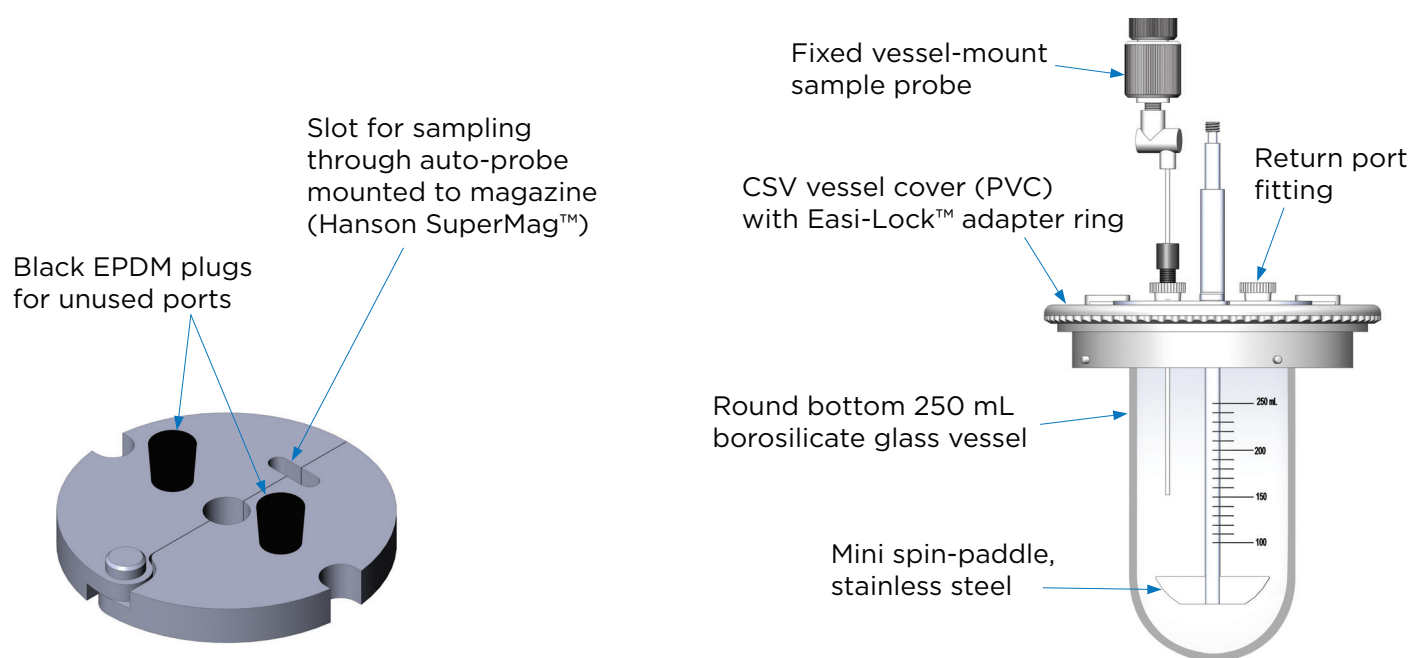 Slot for sampling
through auto-probe
mounted to magazine
(Hanson SuperMag™)
Black EPDM plugs
for unused ports
Fixed vessel-mount
sample probe
CSV vessel cover (PVC)
with Easi-Lock™ adapter ring
Return port
fitting
Round bottom 250 mL
borosilicate glass vessel
Mini spin-paddle,
stainless steel
250 mL
200
150
100